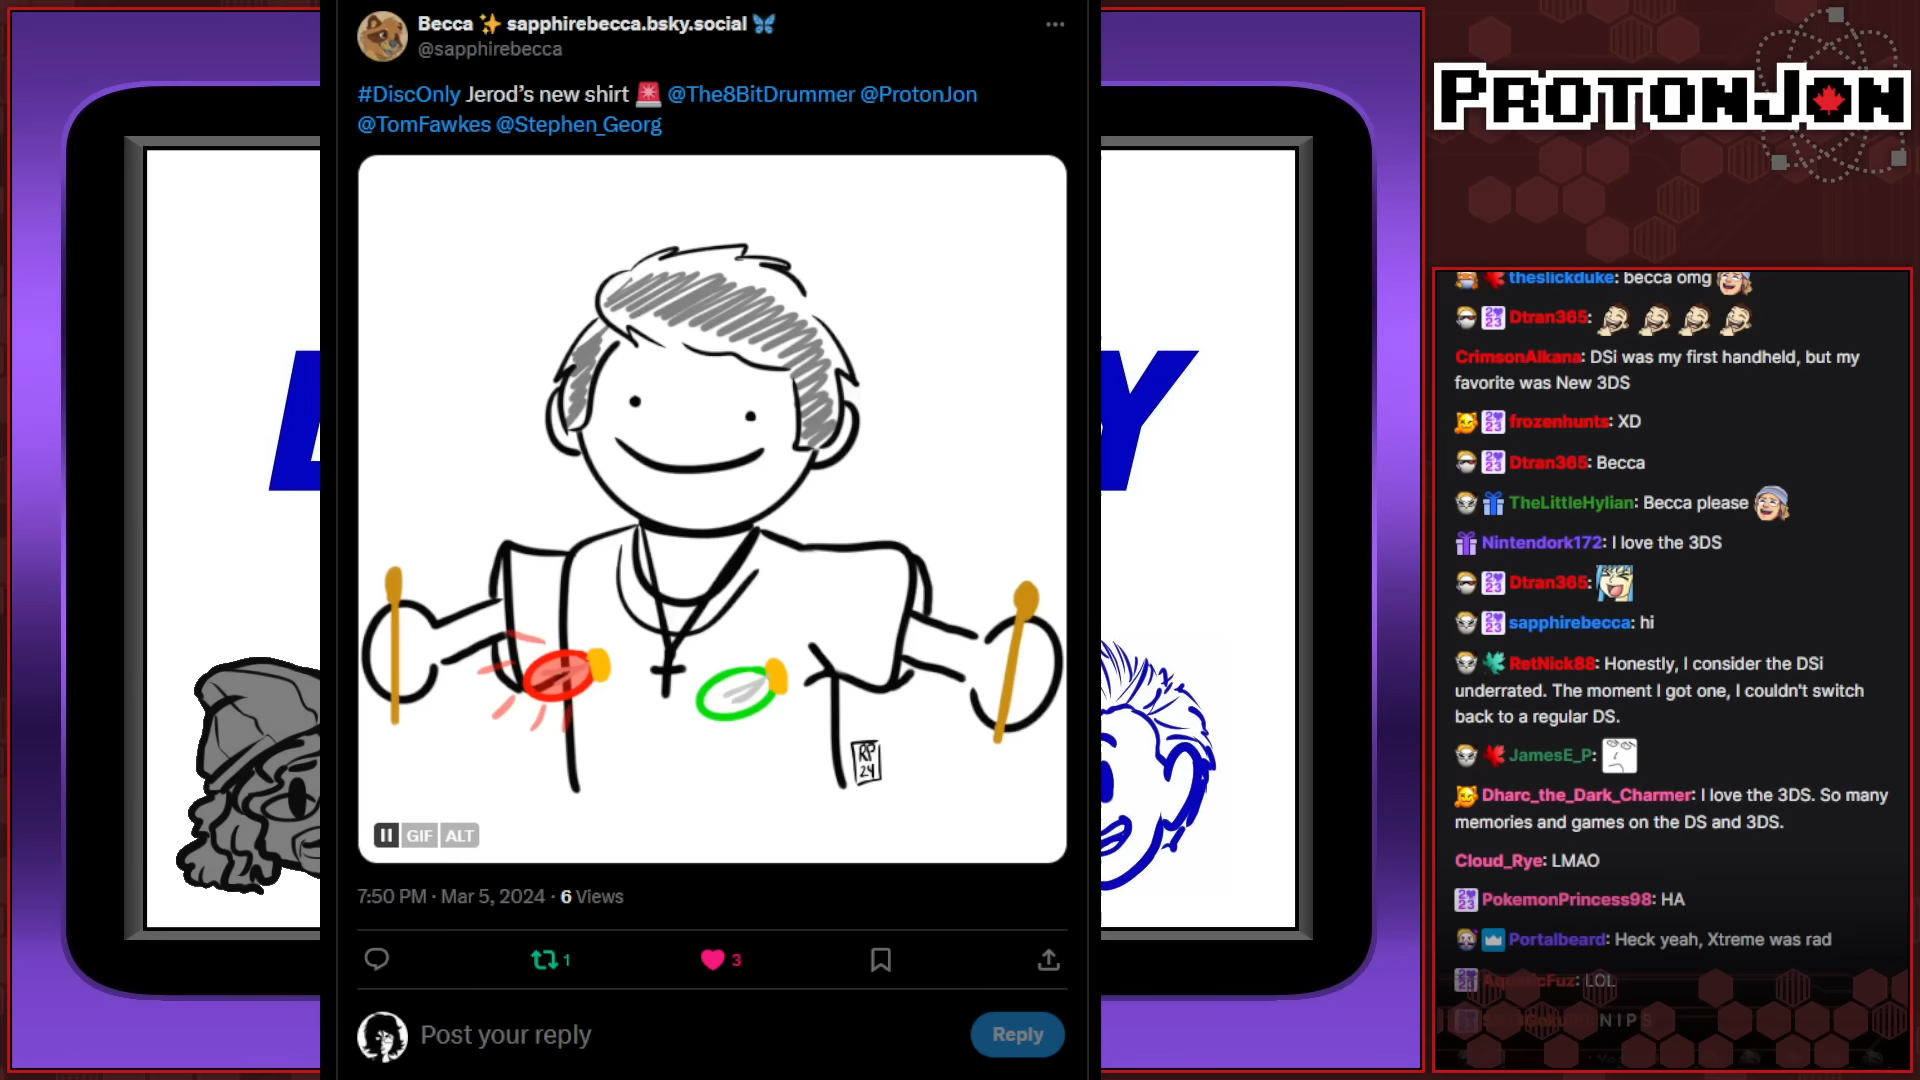 Becca ✨ sapphirebecca.bsky.social 🦋
@sapphirebecca
#DiscOnly Jerod's new shirt 🚨 @The8BitDrummer @ProtonJon
@TomFawkes @Stephen_Georg
RP
24
GIF ALT
7:50 PM · Mar 5, 2024 · 6 Views
1
3
Post your reply
Reply
Y
PROTONJON
theslickduke: becca omg
Dtran365:
CrimsonAlkana: DSi was my first handheld, but my
favorite was New 3DS
frozenhunts: XD
Dtran365: Becca
TheLittleHylian: Becca please
Nintendork172: I love the 3DS
Dtran365:
sapphirebecca: hi
RetNick88: Honestly, I consider the DSi
underrated. The moment I got one, I couldn't switch
back to a regular DS.
JamesE_P:
Dharc_the_Dark_Charmer: I love the 3DS. So many
memories and games on the DS and 3DS.
Cloud_Rye: LMAO
PokemonPrincess98: HA
Portalbeard: Heck yeah, Xtreme was rad
LOL
N I P S